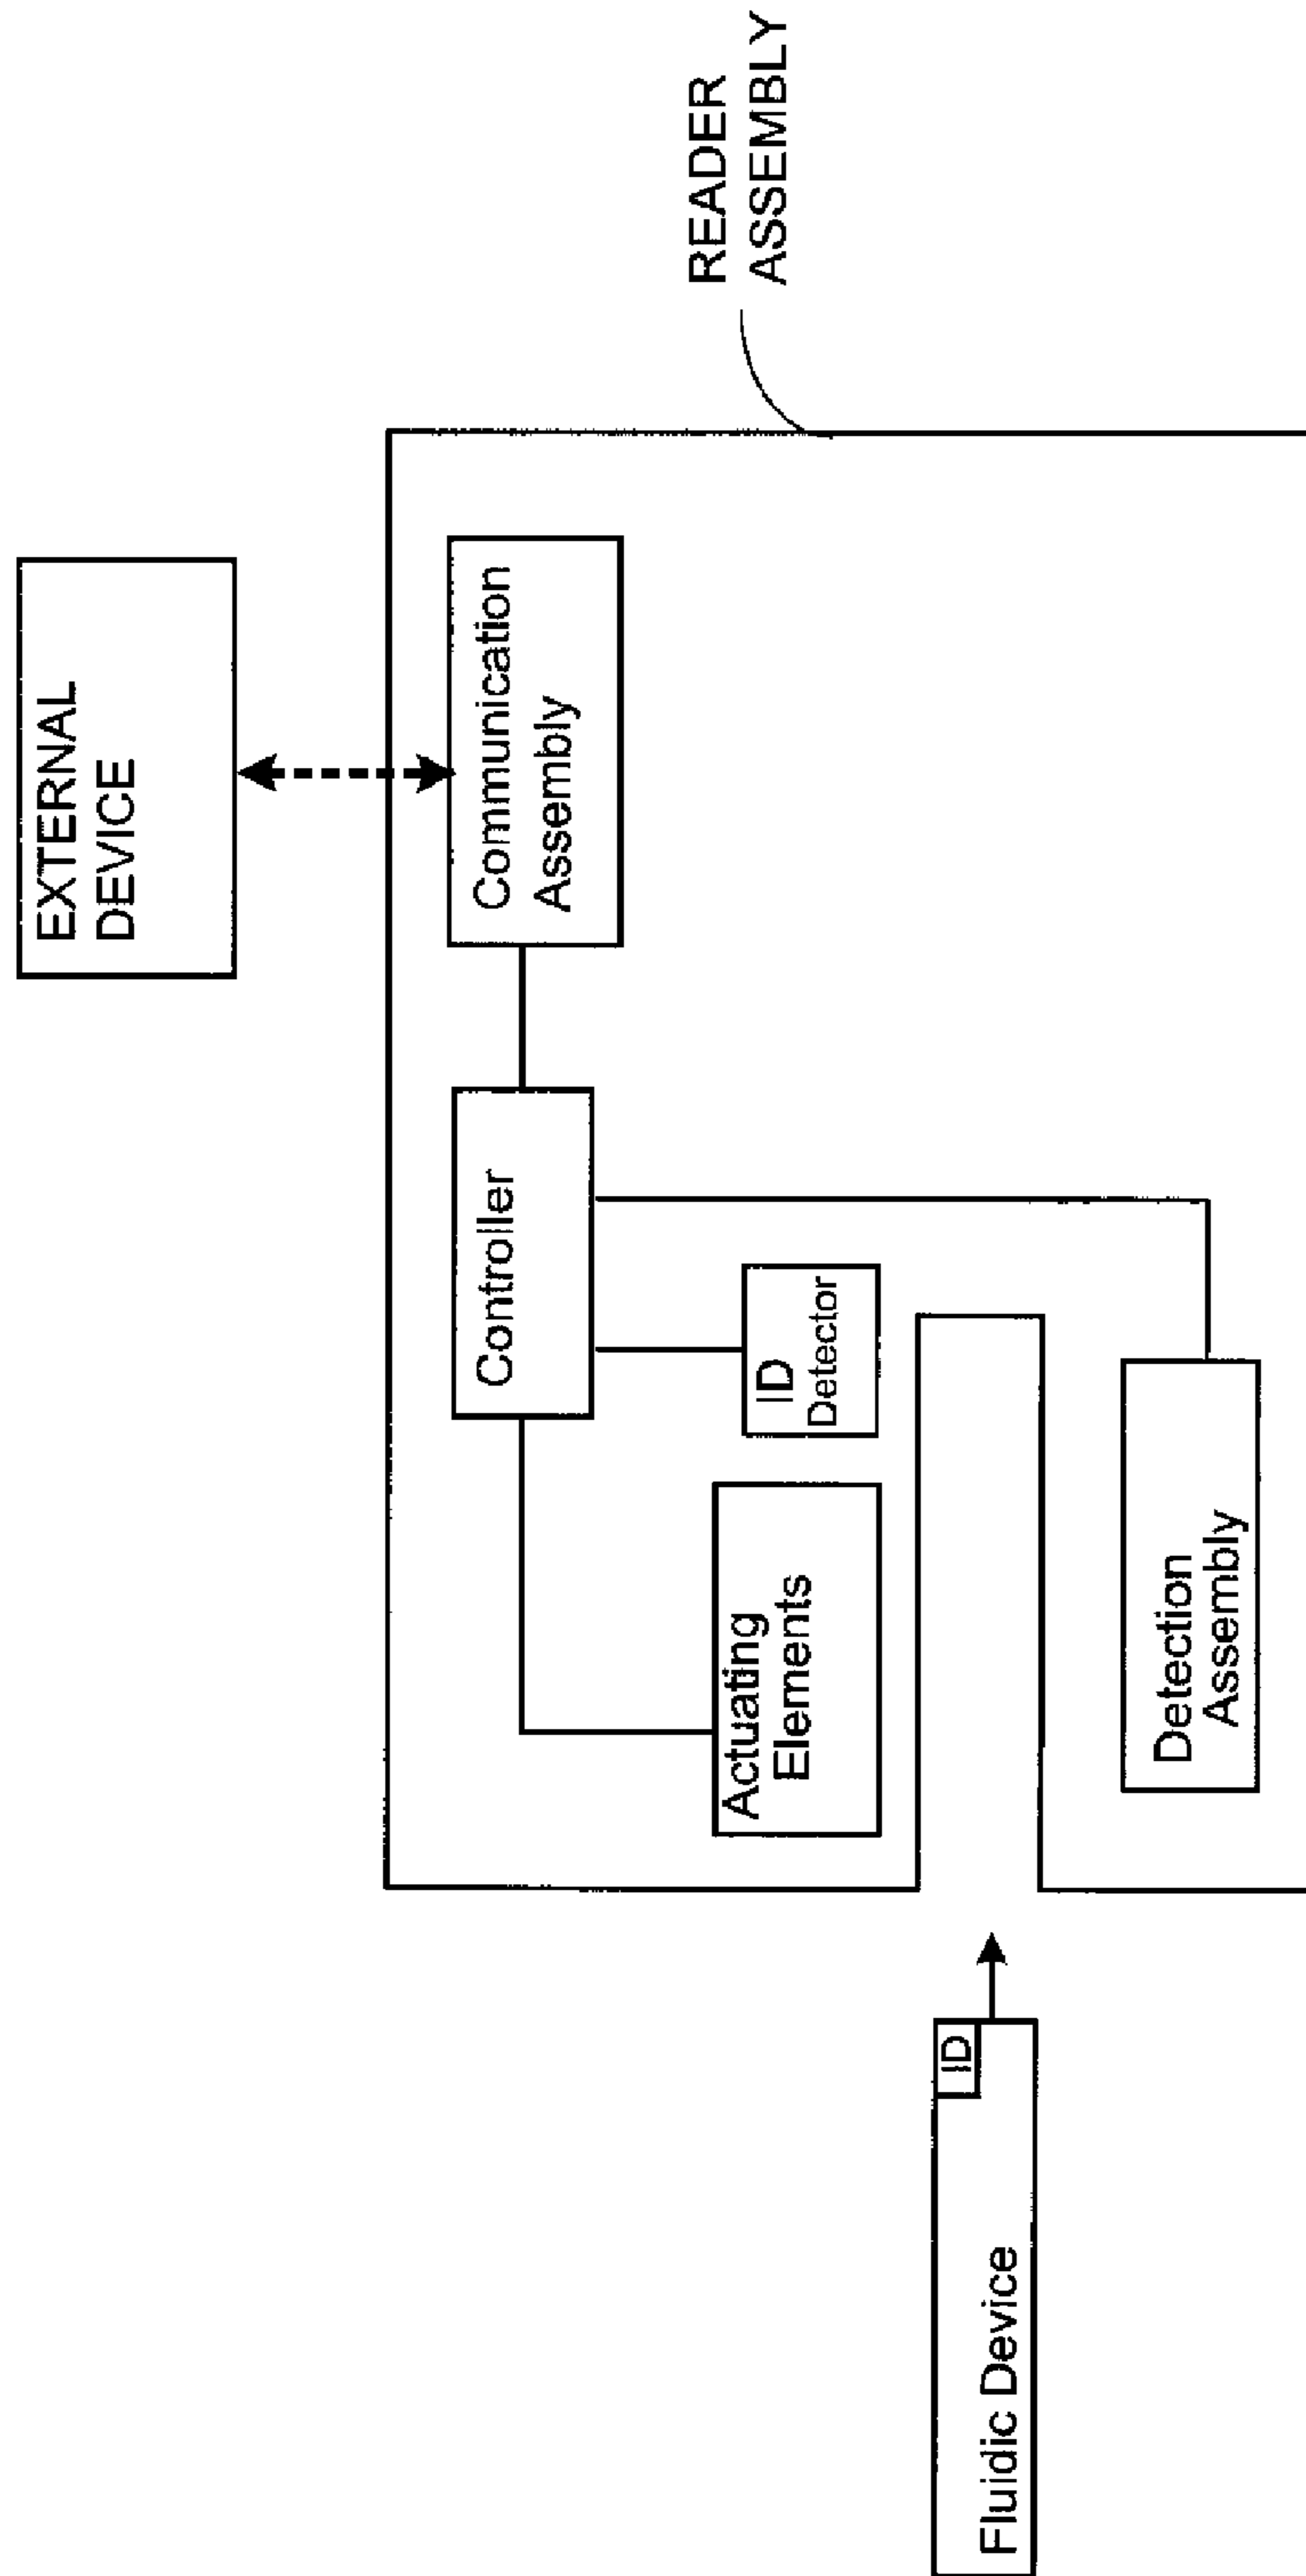 EXTERNAL
DEVICE
READER
ASSEMBLY
Communication
Assembly
Controller
ID
Detector
Actuating
Elements
Detection
Assembly
ID
Fluidic Device